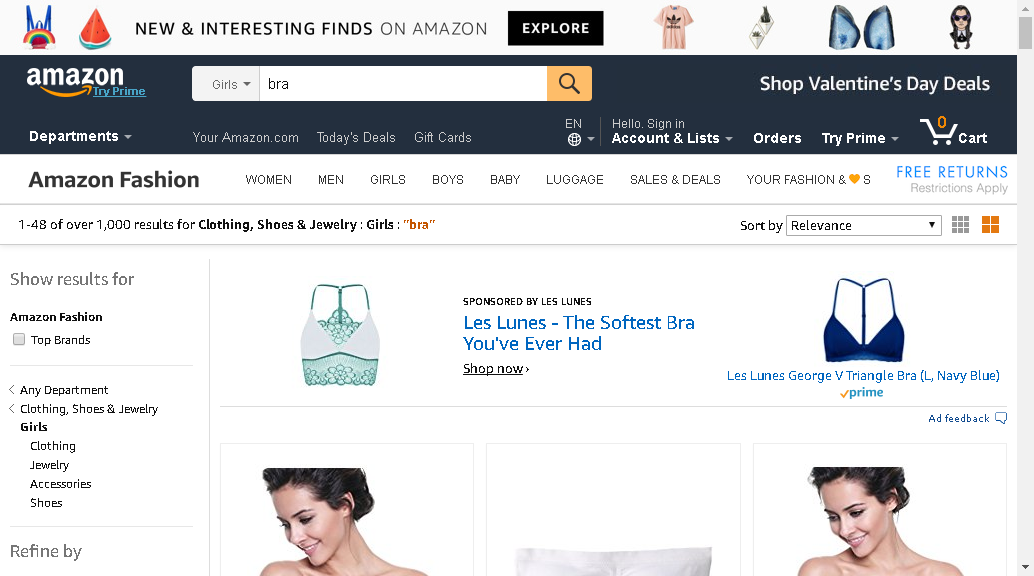 NEW & INTERESTING FINDS ON AMAZON EXPLORE
amazon
Try Prime
Girls
bra
Shop Valentine's Day Deals
Departments
Your Amazon.com Today's Deals Gift Cards
EN
Hello. Sign in
Account & Lists
Orders
Try Prime
0
Cart
Amazon Fashion
WOMEN MEN GIRLS BOYS BABY LUGGAGE SALES & DEALS YOUR FASHION & 🧡 S
FREE RETURNS
Restrictions Apply
1-48 of over 1,000 results for Clothing, Shoes & Jewelry : Girls : "bra"
Sort by Relevance
Show results for
Amazon Fashion
Top Brands
Any Department
Clothing, Shoes & Jewelry
Girls
Clothing
Jewelry
Accessories
Shoes
Refine by
SPONSORED BY LES LUNES
Les Lunes - The Softest Bra
You've Ever Had
Shop now ›
Les Lunes George V Triangle Bra (L, Navy Blue)
prime
Ad feedback